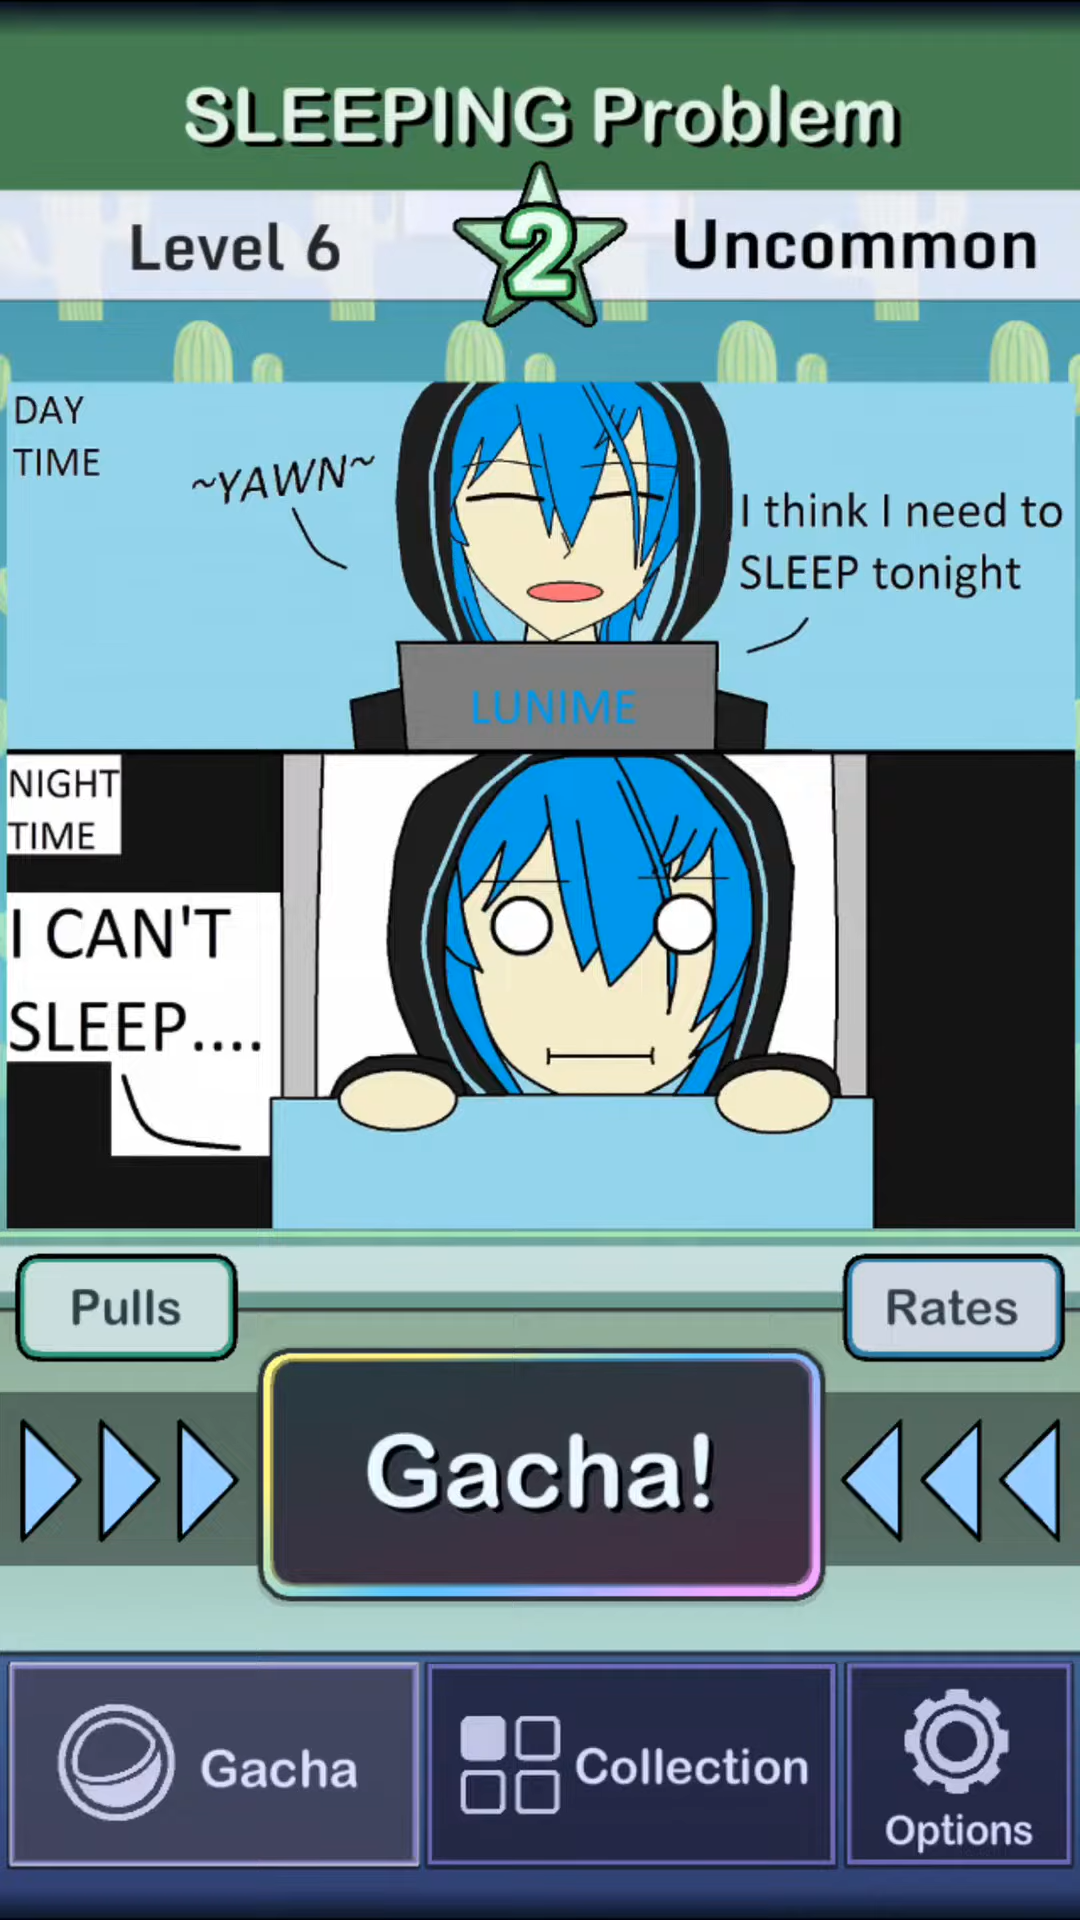 SLEEPING Problem
Level 6
2
Uncommon
DAY
TIME
~YAWN~
I think I need to
SLEEP tonight
LUNIME
NIGHT
TIME
I CAN'T
SLEEP....
Pulls
Rates
Gacha!
Gacha
Collection
Options